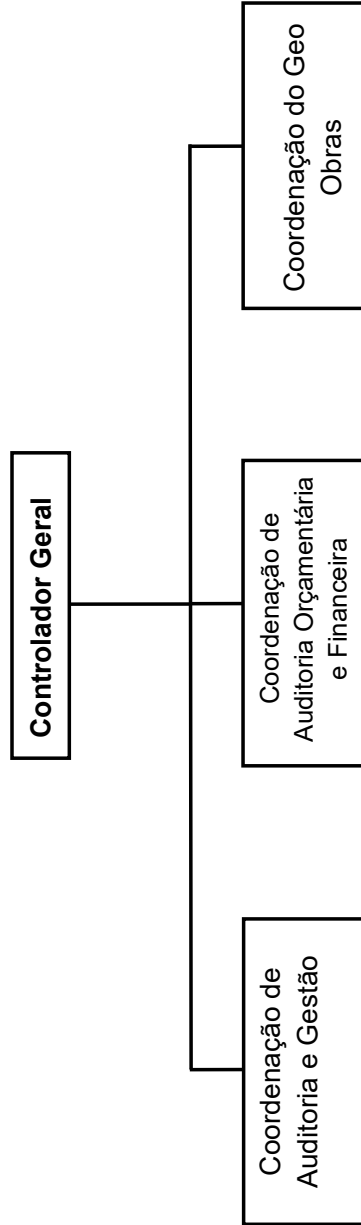 Controlador Geral
Coordenação de
Auditoria e Gestão
Coordenação de
Auditoria Orçamentária
e Financeira
Coordenação do Geo
Obras